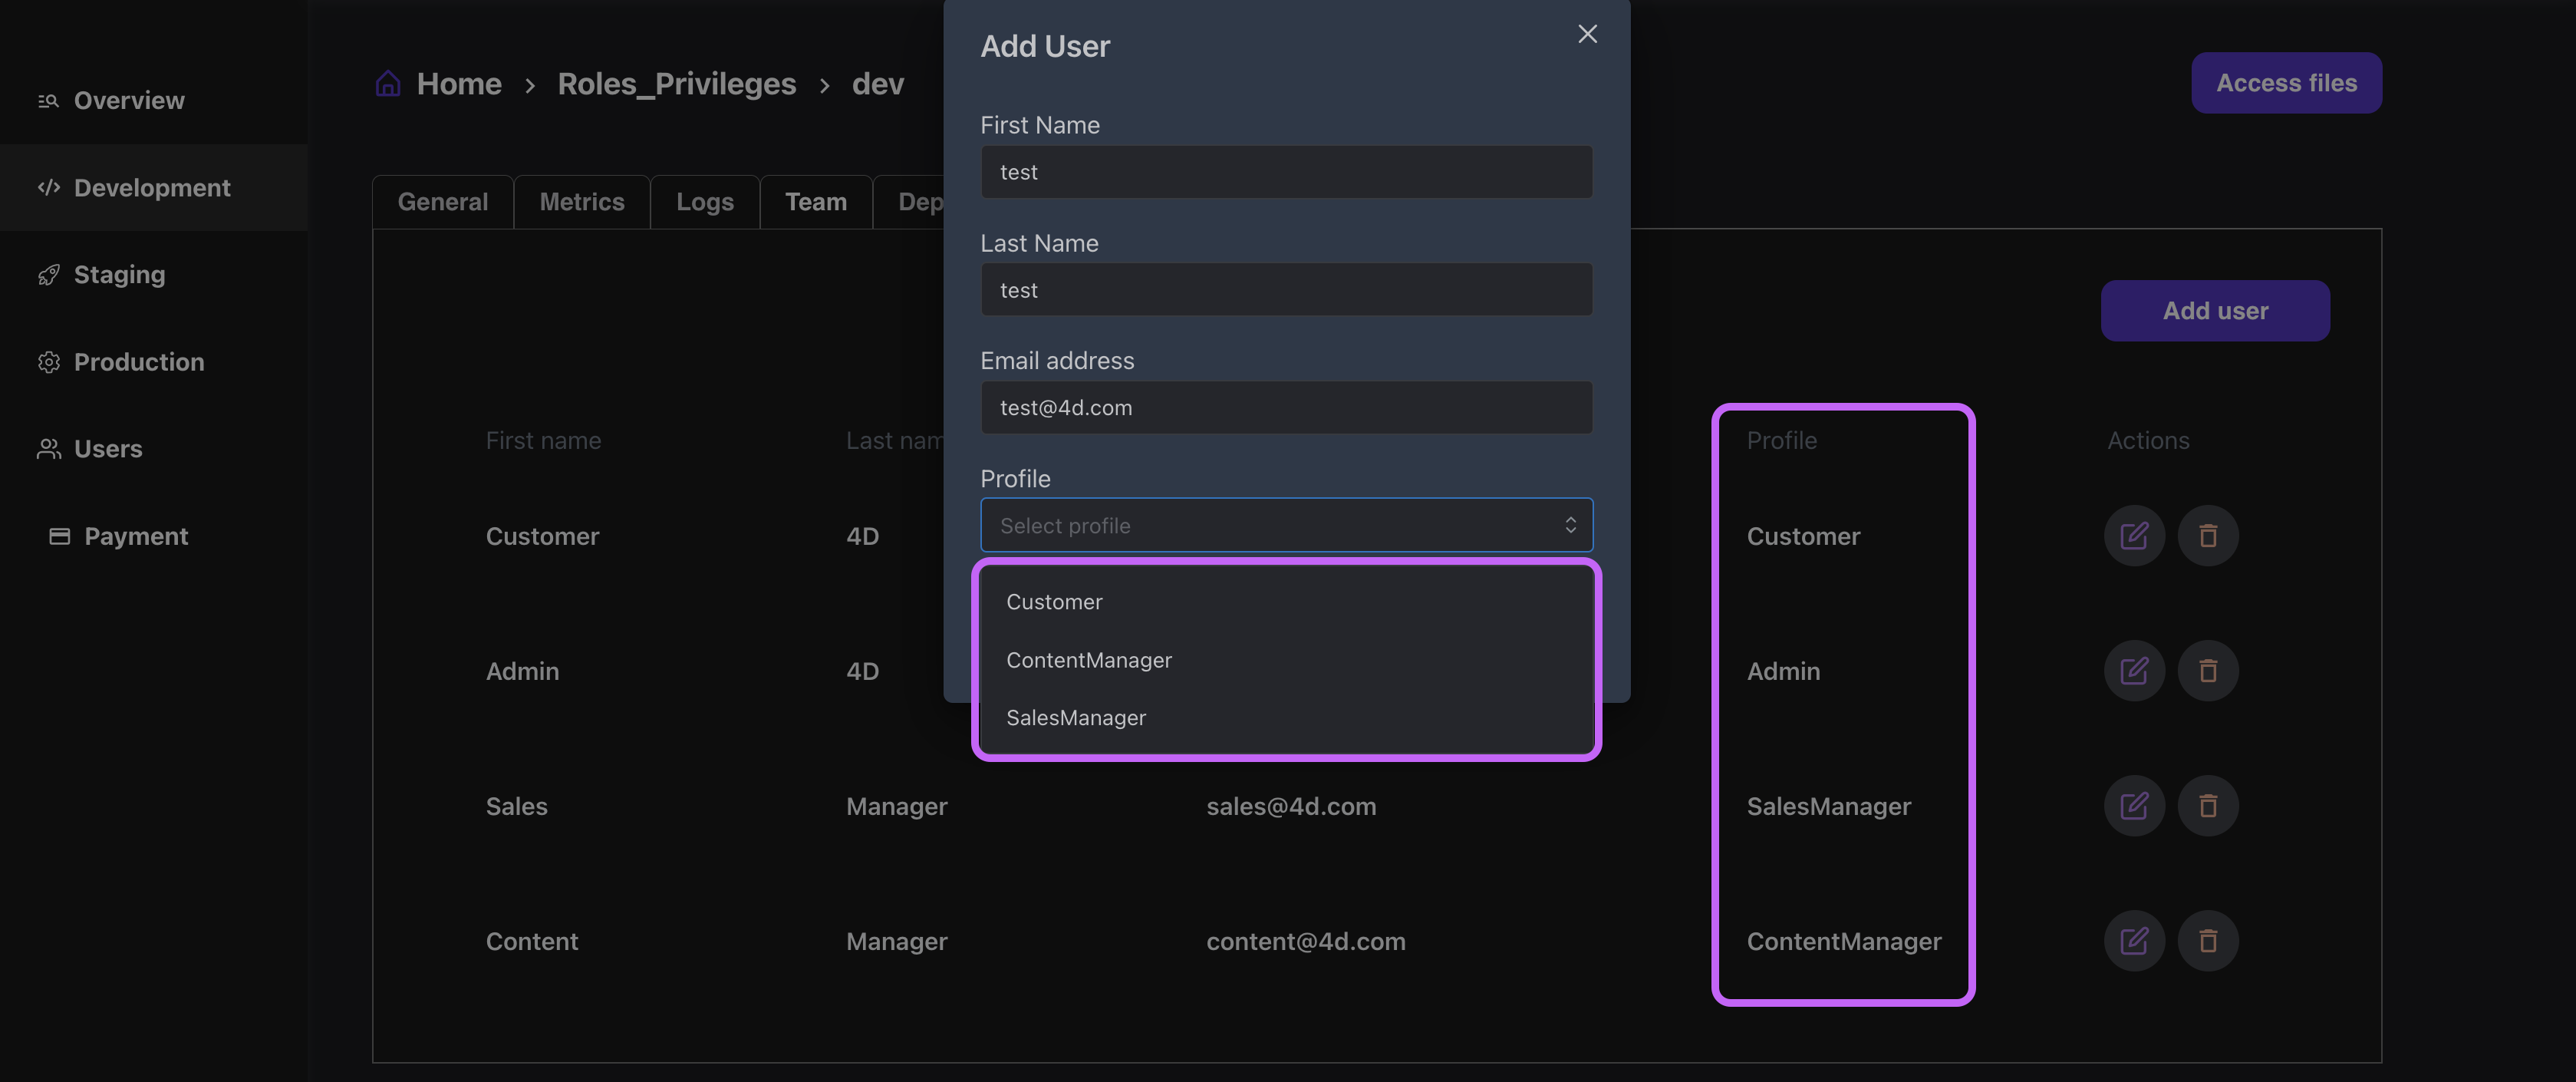 Overview
Development
Staging
Production
Users
Payment
Home > Roles_Privileges > dev
Access files
General
Metrics
Logs
Team
Dep
Add User
First Name
test
Last Name
test
Email address
test@4d.com
Profile
Select profile
Customer
ContentManager
SalesManager
Add user
First name Last nam Profile Actions
Customer 4D Customer
Admin 4D Admin
Sales Manager sales@4d.com SalesManager
Content Manager content@4d.com ContentManager